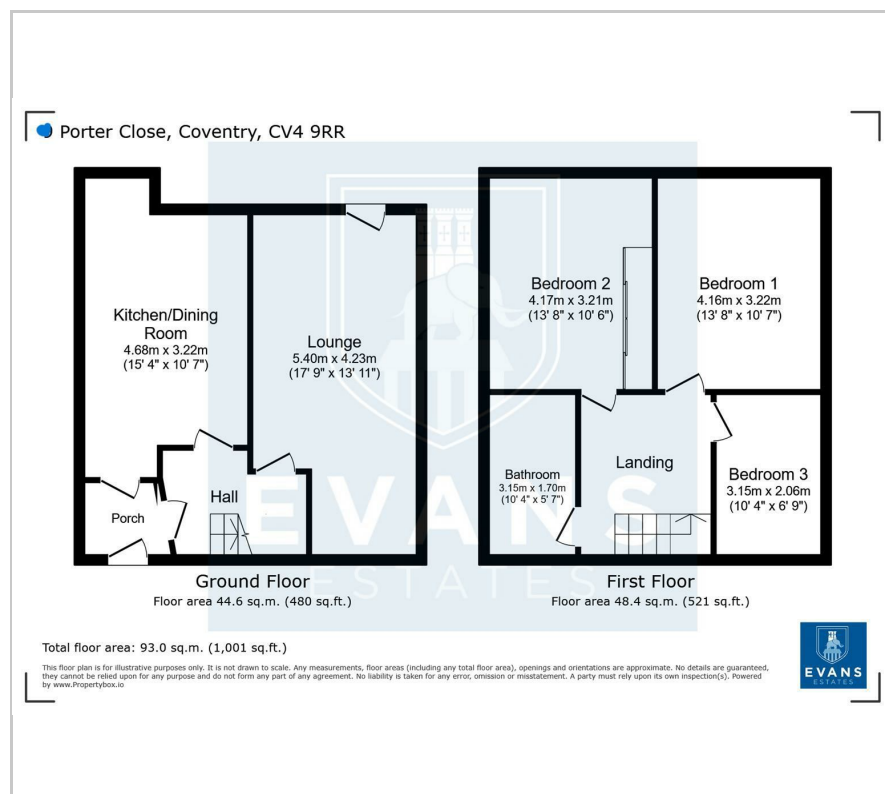 Porter Close, Coventry, CV4 9RR
Kitchen/Dining
Room
4.68m x 3.22m
(15' 4" x 10' 7")
Lounge
5.40m x 4.23m
(17' 9" x 13' 11")
Hall
Porch
Ground Floor
Floor area 44.6 sq.m. (480 sq.ft.)
Bedroom 2
4.17m x 3.21m
(13' 8" x 10' 6")
Bedroom 1
4.16m x 3.22m
(13' 8" x 10' 7")
Bathroom
3.15m x 1.70m
(10' 4" x 5' 7")
Landing
Bedroom 3
3.15m x 2.06m
(10' 4" x 6' 9")
First Floor
Floor area 48.4 sq.m. (521 sq.ft.)
EVANS
ESTATES
Total floor area: 93.0 sq.m. (1,001 sq.ft.)
This floor plan is for illustrative purposes only. It is not drawn to scale. Any measurements, floor areas (including any total floor area), openings and orientations are approximate. No details are guaranteed,
they cannot be relied upon for any purpose and do not form any part of any agreement. No liability is taken for any error, omission or misstatement. A party must rely upon its own inspection(s). Powered
by www.Propertybox.io
EVANS
ESTATES